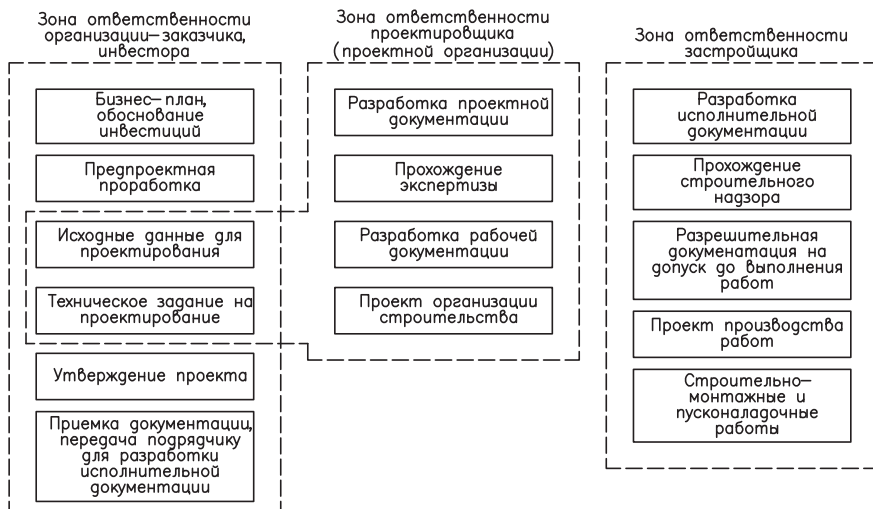 Зона ответственности
организации—заказчика,
инвестора
Бизнес—план,
обоснование
инвестиций
Предпроектная
проработка
Исходные данные для
проектирования
Техническое задание на
проектирование
Утверждение проекта
Приемка документации,
передача подрядчику
для разработки
исполнительной
документации
Зона ответственности
проектировщика
(проектной организации)
Разработка проектной
документации
Прохождение
экспертизы
Разработка рабочей
документации
Проект организации
строительства
Зона ответственности
застройщика
Разработка
исполнительной
документации
Прохождение
строительного
надзора
Разрешительная
докуменатация на
допуск до выполнения
работ
Проект производства
работ
Строительно—
монтажные и
пусконаладочные
работы